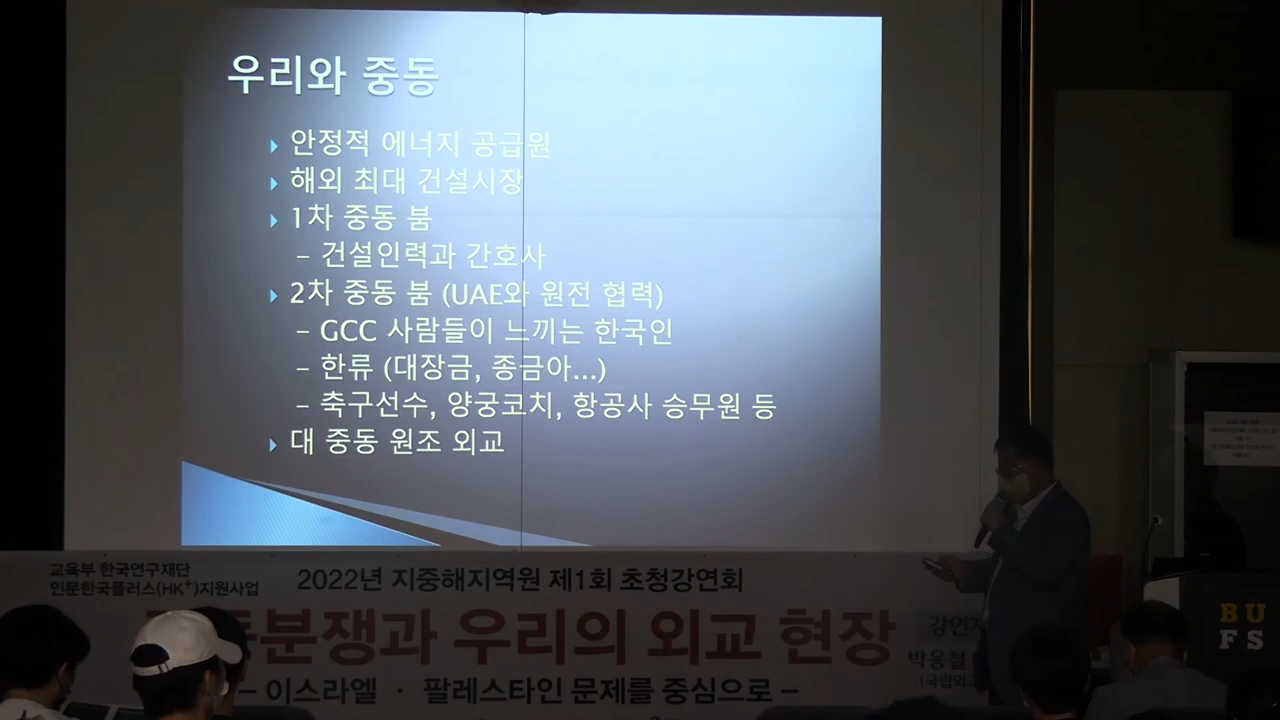 우리와 중동
안정적 에너지 공급원
해외 최대 건설시장
1차 중동 붐
– 건설인력과 간호사
2차 중동 붐 (UAE와 원전 협력)
– GCC 사람들이 느끼는 한국인
– 한류 (대장금, 종금아...)
– 축구선수, 양궁코치, 항공사 승무원 등
대 중동 원조 외교
교육부 한국연구재단
인문한국플러스(HK+)지원사업
2022년 지중해지역원 제1회 초청강연회
분쟁과 우리의 외교 현장
– 이스라엘 · 팔레스타인 문제를 중심으로 –
강연자
박웅철
(국립외교
BU
FS